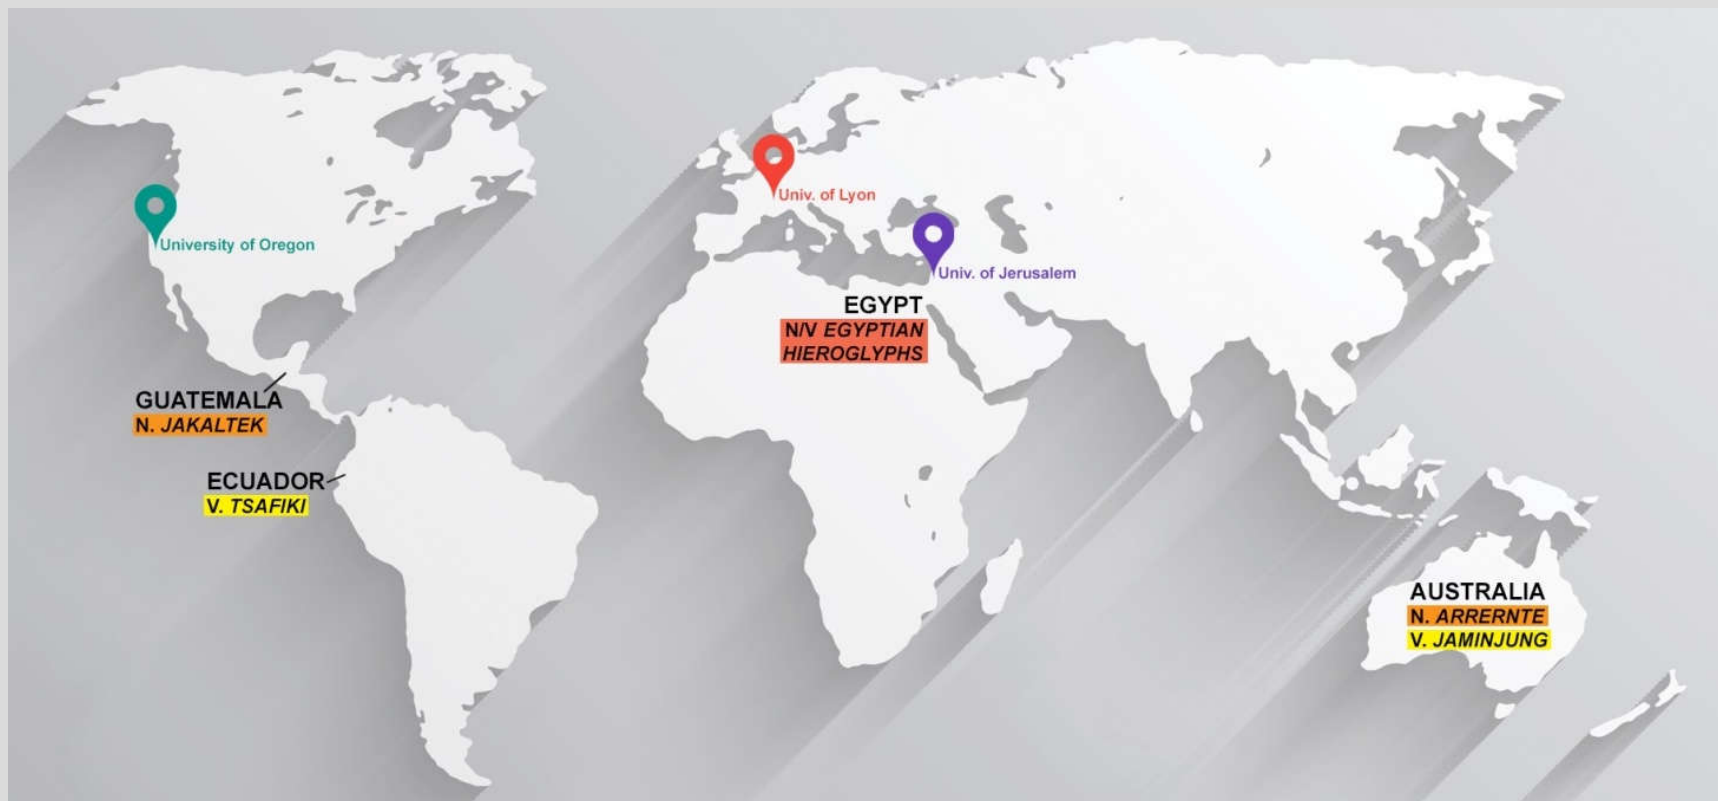 Univ. of Lyon
University of Oregon
Univ. of Jerusalem
EGYPT
N/V EGYPTIAN
HIEROGLYPHS
GUATEMALA
N. JAKALTEK
ECUADOR
V. TSAFIKI
AUSTRALIA
N. ARRERNTE
V. JAMINJUNG